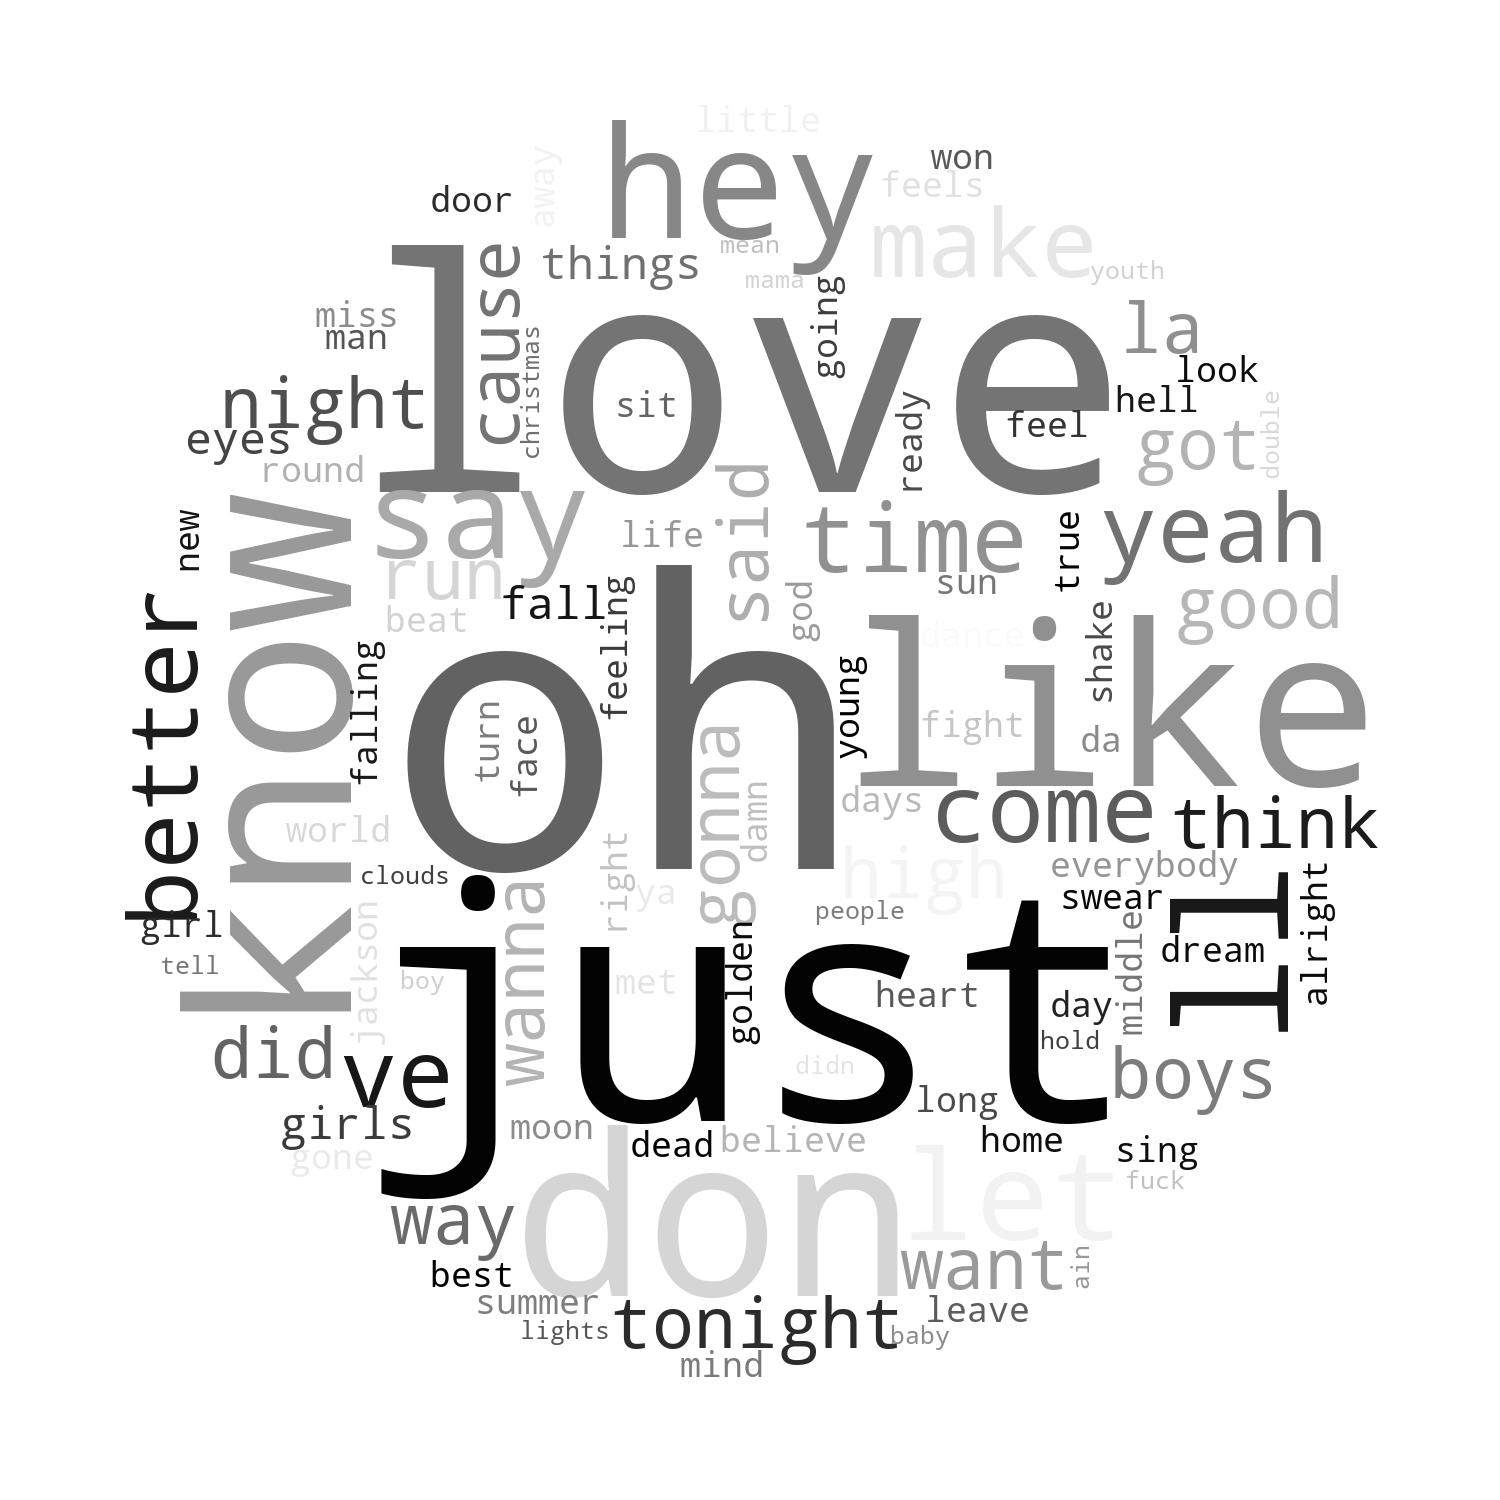 little
hey
won
away
feels
door
make
love
cause
things
mean
mama
youth
going
miss
man
christmas
la
look
night
sit
ready
feel
hell
eyes
got
double
round
know
say
said
life
time
true
yeah
new
run
oh
like
sun
good
better
fall
feeling
god
beat
dance
shake
falling
young
turn
face
gonna
fight
da
damn
days
come
think
world
right
high
everybody
clouds
wanna
ya
just
people
swear
ll
alright
girl
jackson
golden
middle
dream
tell
boy
met
heart
day
did
ve
didn
hold
boys
girls
long
moon
don
dead
believe
home
sing
gone
let
fuck
way
want
ain
best
summer
tonight
leave
lights
baby
mind